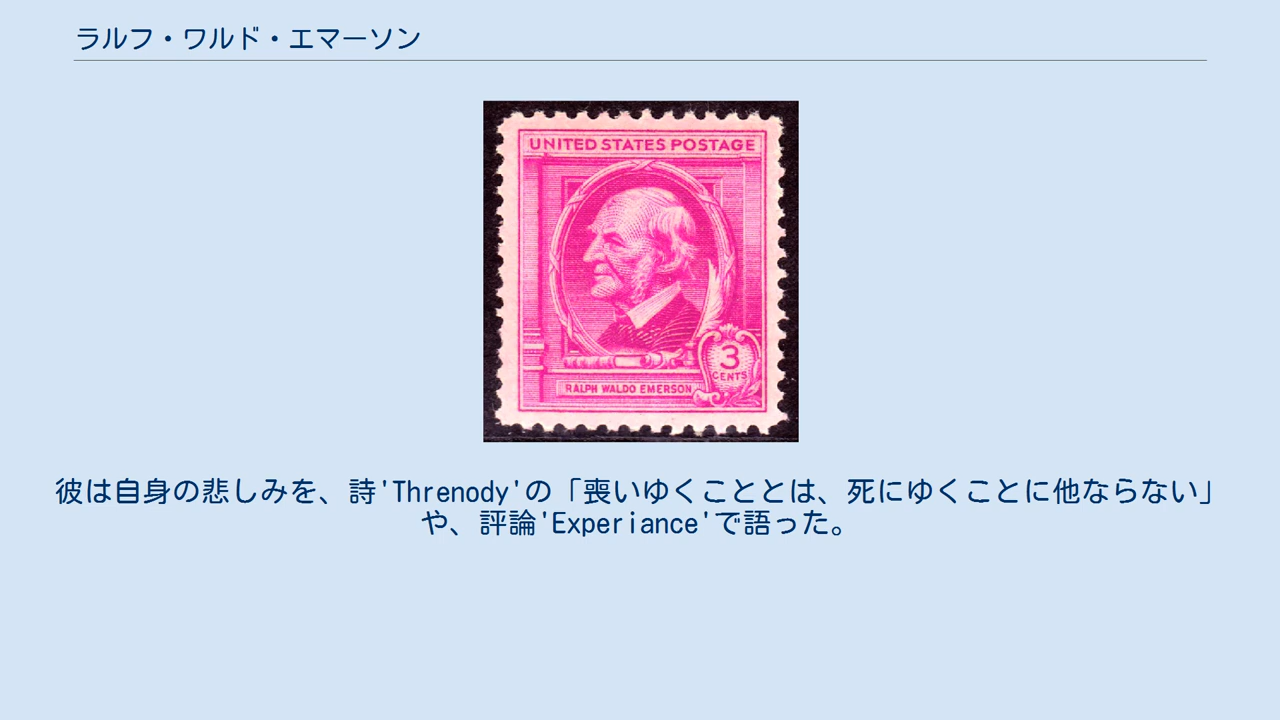 ラルフ・ワルド・エマーソン
UNITED STATES POSTAGE
3
CENTS
RALPH WALDO EMERSON
彼は自身の悲しみを、詩'Threnody'の「喪いゆくこととは、死にゆくことに他ならない」
や、評論'Experiance'で語った。